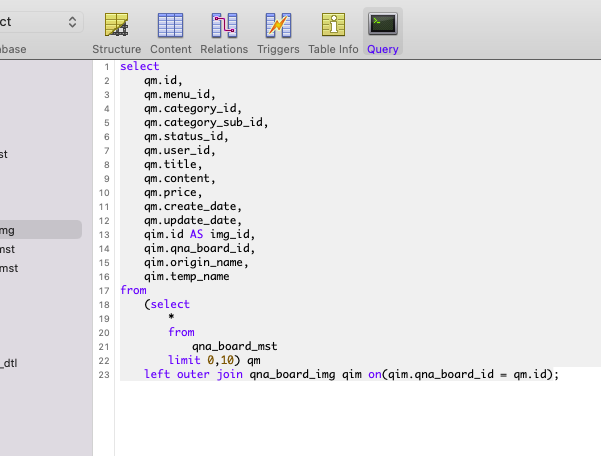 ct
base
Structure Content Relations Triggers Table Info Query
st
mg
mst
mst
_dtl
1 select
2 qm.id,
3 qm.menu_id,
4 qm.category_id,
5 qm.category_sub_id,
6 qm.status_id,
7 qm.user_id,
8 qm.title,
9 qm.content,
10 qm.price,
11 qm.create_date,
12 qm.update_date,
13 qim.id AS img_id,
14 qim.qna_board_id,
15 qim.origin_name,
16 qim.temp_name
17 from
18 (select
19 *
20 from
21 qna_board_mst
22 limit 0,10) qm
23 left outer join qna_board_img qim on(qim.qna_board_id = qm.id);